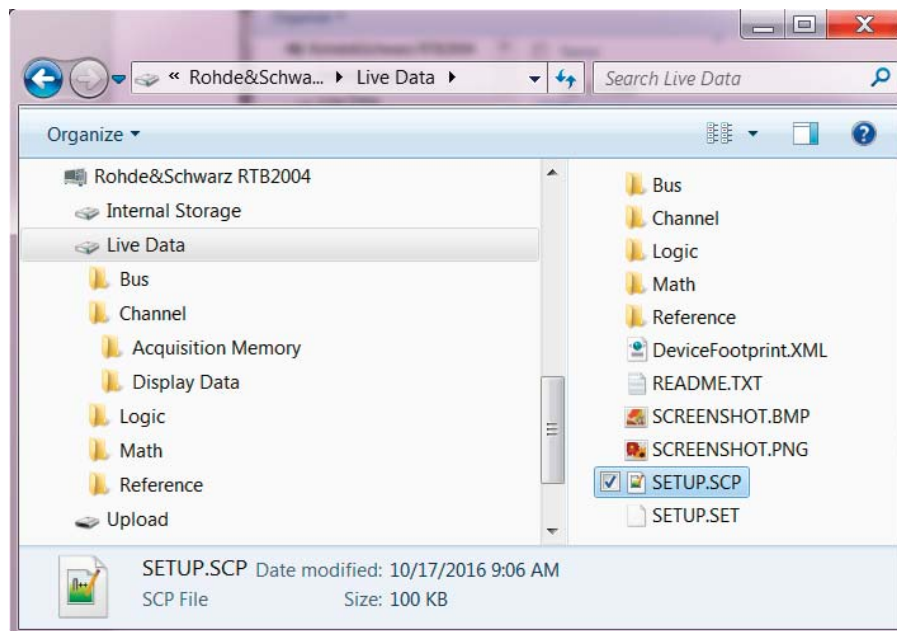 « Rohde&Schwa... ▸ Live Data ▸
Search Live Data
Organize
Rohde&Schwarz RTB2004
Internal Storage
Live Data
Bus
Channel
Acquisition Memory
Display Data
Logic
Math
Reference
Upload
Bus
Channel
Logic
Math
Reference
DeviceFootprint.XML
README.TXT
SCREENSHOT.BMP
SCREENSHOT.PNG
SETUP.SCP
SETUP.SET
SETUP.SCP Date modified: 10/17/2016 9:06 AM
SCP File Size: 100 KB